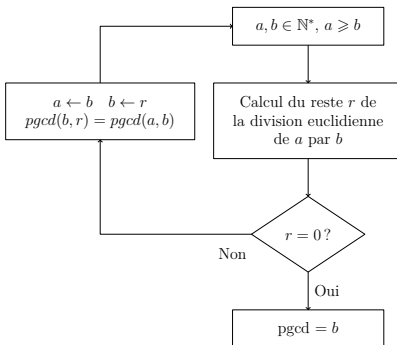 a, b ∈ ℕ*, a ⩾ b
a ← b b ← r
pgcd(b, r) = pgcd(a, b)
Calcul du reste r de
la division euclidienne
de a par b
r = 0 ?
Non
Oui
pgcd = b